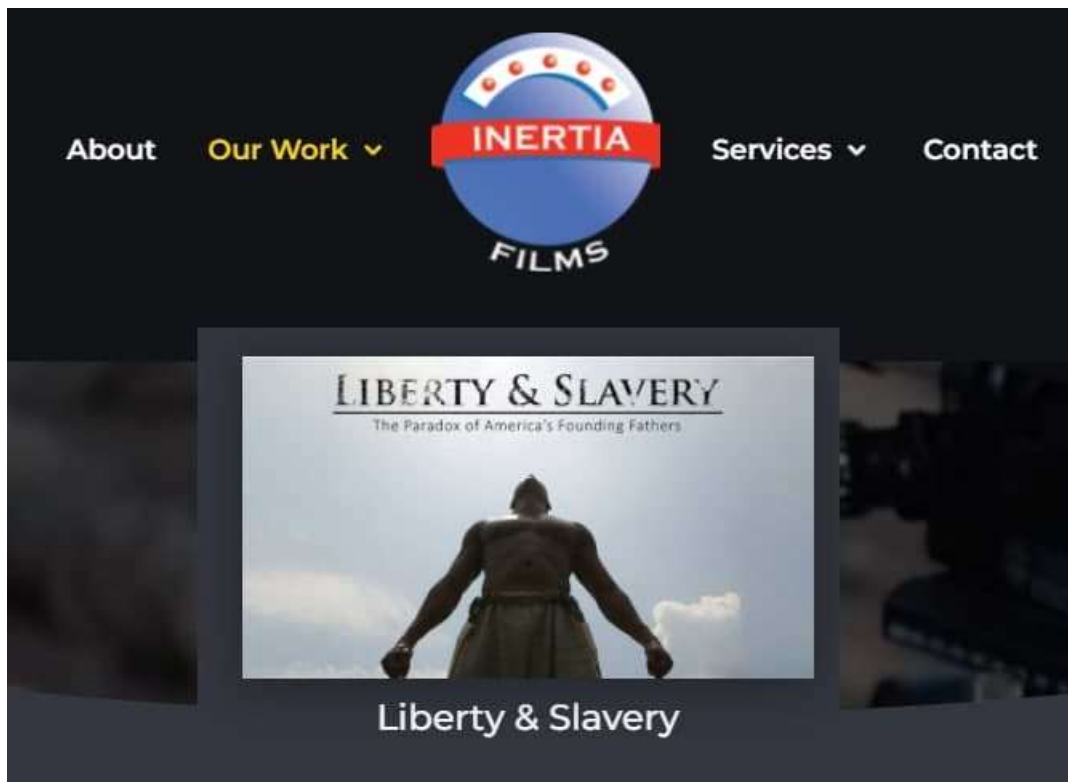 About
Our Work
INERTIA
FILMS
Services
Contact
LIBERTY & SLAVERY
The Paradox of America's Founding Fathers
Liberty & Slavery